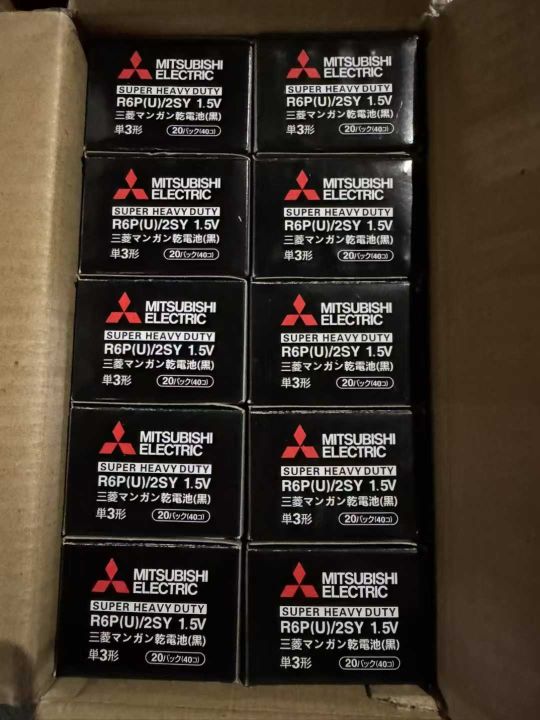 MITSUBISHI
ELECTRIC
SUPER HEAVY DUTY
R6P(U)/2SY 1.5V
三菱マンガン乾電池(黒)
単3形 20パック(40コ)
MITSUBISHI
ELECTRIC
SUPER HEAVY DUTY
R6P(U)/2SY 1.5V
三菱マンガン乾電池(黒)
単3形 20パック(40コ)
MITSUBISHI
ELECTRIC
SUPER HEAVY DUTY
R6P(U)/2SY 1.5V
三菱マンガン乾電池(黒)
単3形 20パック(40コ)
MITSUBISHI
ELECTRIC
SUPER HEAVY DUTY
R6P(U)/2SY 1.5V
三菱マンガン乾電池(黒)
単3形 20パック(40コ)
MITSUBISHI
ELECTRIC
SUPER HEAVY DUTY
R6P(U)/2SY 1.5V
三菱マンガン乾電池(黒)
単3形 20パック(40コ)
MITSUBISHI
ELECTRIC
SUPER HEAVY DUTY
R6P(U)/2SY 1.5V
三菱マンガン乾電池(黒)
単3形 20パック(40コ)
MITSUBISHI
ELECTRIC
SUPER HEAVY DUTY
R6P(U)/2SY 1.5V
三菱マンガン乾電池(黒)
単3形 20パック(40コ)
MITSUBISHI
ELECTRIC
SUPER HEAVY DUTY
R6P(U)/2SY 1.5V
三菱マンガン乾電池(黒)
単3形 20パック(40コ)
MITSUBISHI
ELECTRIC
SUPER HEAVY DUTY
R6P(U)/2SY 1.5V
三菱マンガン乾電池(黒)
単3形 20パック(40コ)
MITSUBISHI
ELECTRIC
SUPER HEAVY DUTY
R6P(U)/2SY 1.5V
三菱マンガン乾電池(黒)
単3形 20パック(40コ)